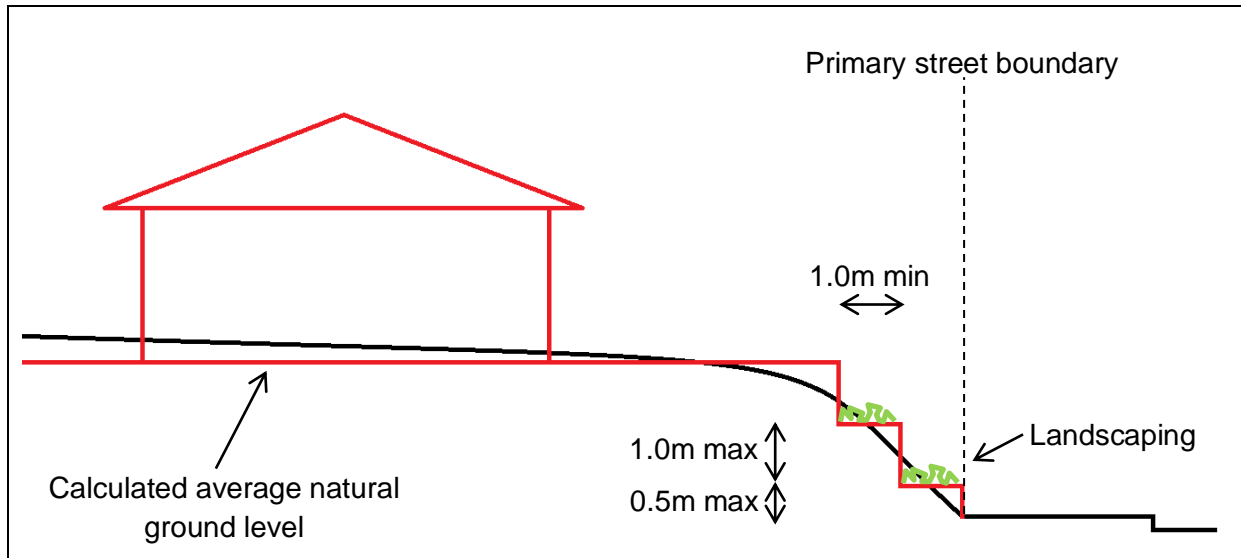 Primary street boundary
1.0m min
Landscaping
1.0m max
0.5m max
Calculated average natural
ground level